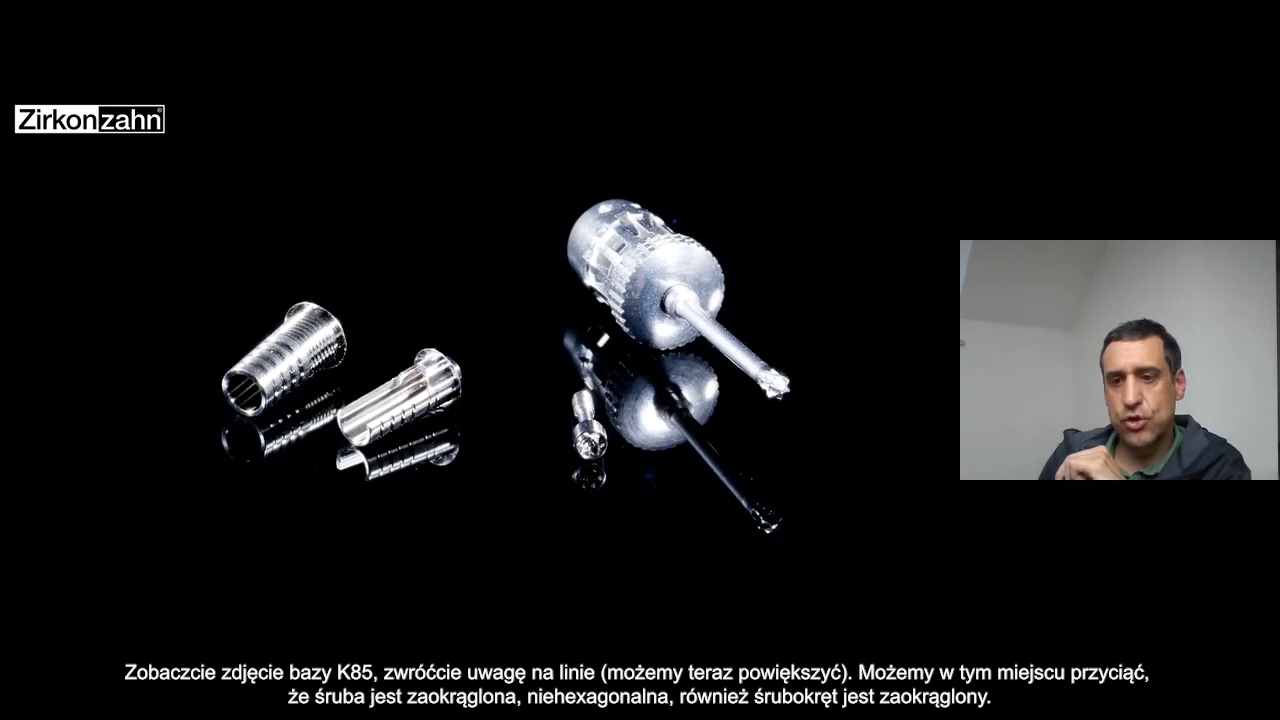 Zirkonzahn®
Zobaczcie zdjęcie bazy K85, zwróćcie uwagę na linie (możemy teraz powiększyć). Możemy w tym miejscu przyciąć,
że śruba jest zaokrąglona, niehexagonalna, również śrubokręt jest zaokrąglony.